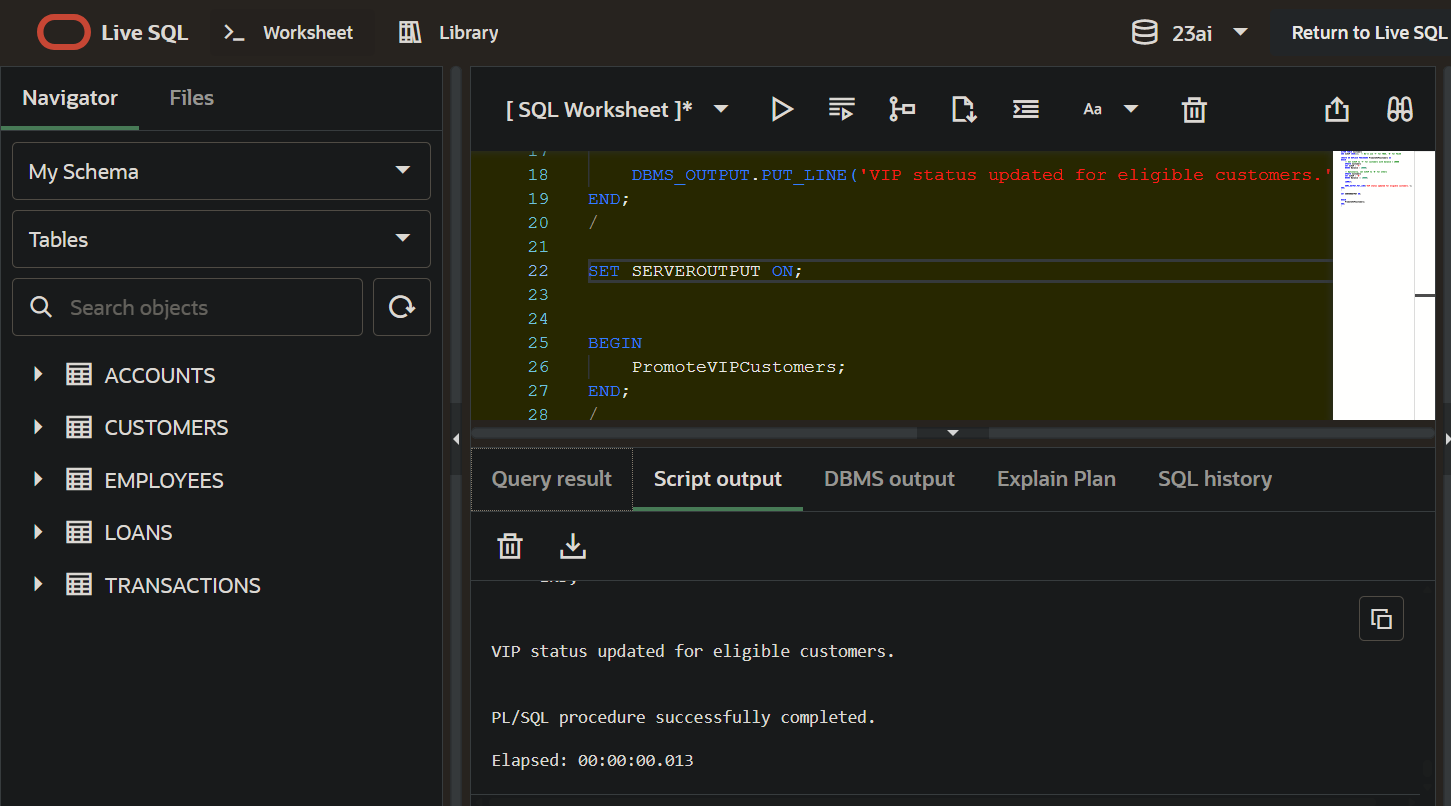 Live SQL
>_ Worksheet
Library
23ai
Return to Live SQL
Navigator
Files
My Schema
Tables
Search objects
ACCOUNTS
CUSTOMERS
EMPLOYEES
LOANS
TRANSACTIONS
[ SQL Worksheet ]*
Aa
17
18 DBMS_OUTPUT.PUT_LINE('VIP status updated for eligible customers.'
19 END;
20 /
21
22 SET SERVEROUTPUT ON;
23
24
25 BEGIN
26 PromoteVIPCustomers;
27 END;
28 /
Query result
Script output
DBMS output
Explain Plan
SQL history
VIP status updated for eligible customers.
PL/SQL procedure successfully completed.
Elapsed: 00:00:00.013